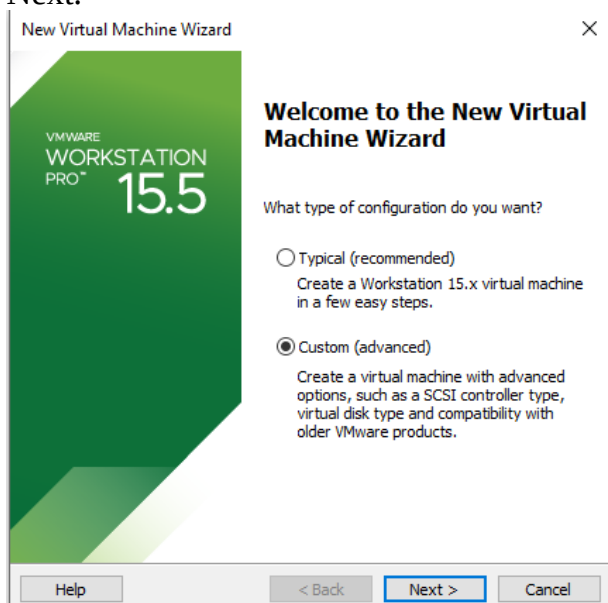 Next.
New Virtual Machine Wizard
VMWARE
WORKSTATION
PRO™ 15.5
Welcome to the New Virtual
Machine Wizard
What type of configuration do you want?
Typical (recommended)
Create a Workstation 15.x virtual machine
in a few easy steps.
Custom (advanced)
Create a virtual machine with advanced
options, such as a SCSI controller type,
virtual disk type and compatibility with
older VMware products.
Help < Back Next > Cancel